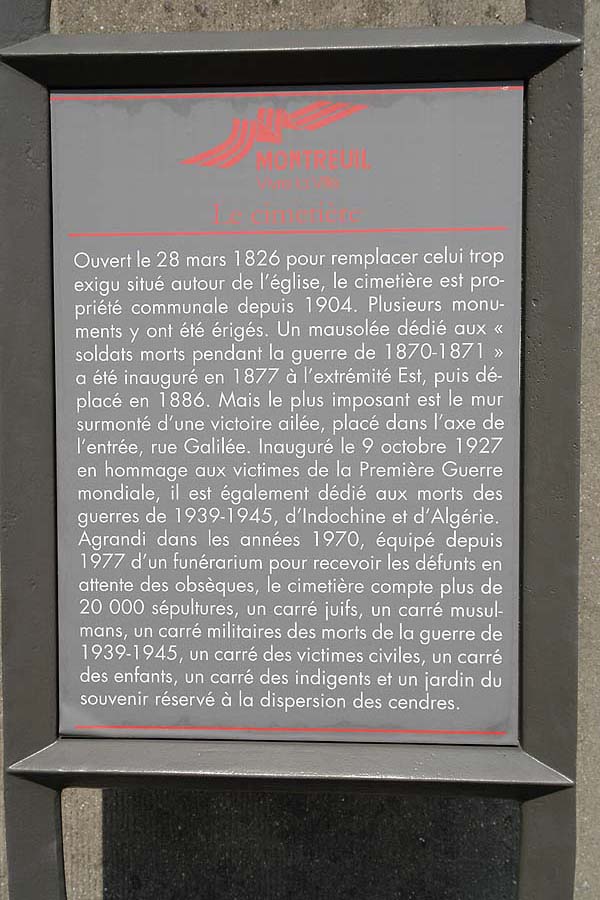 MONTREUIL
Le cimetière
Ouvert le 28 mars 1826 pour remplacer celui trop
exigu situé autour de l'église, le cimetière est pro-
priété communale depuis 1904. Plusieurs monu-
ments y ont été érigés. Un mausolée dédié aux «
soldats morts pendant la guerre de 1870-1871 »
a été inauguré en 1877 à l'extrémité Est, puis dé-
placé en 1886. Mais le plus imposant est le mur
surmonté d'une victoire ailée, placé dans l'axe de
l'entrée, rue Galilée. Inauguré le 9 octobre 1927
en hommage aux victimes de la Première Guerre
mondiale, il est également dédié aux morts des
guerres de 1939-1945, d'Indochine et d'Algérie.
Agrandi dans les années 1970, équipé depuis
1977 d'un funérarium pour recevoir les défunts en
attente des obsèques, le cimetière compte plus de
20 000 sépultures, un carré juifs, un carré musul-
mans, un carré militaires des morts de la guerre de
1939-1945, un carré des victimes civiles, un carré
des enfants, un carré des indigents et un jardin du
souvenir réservé à la dispersion des cendres.